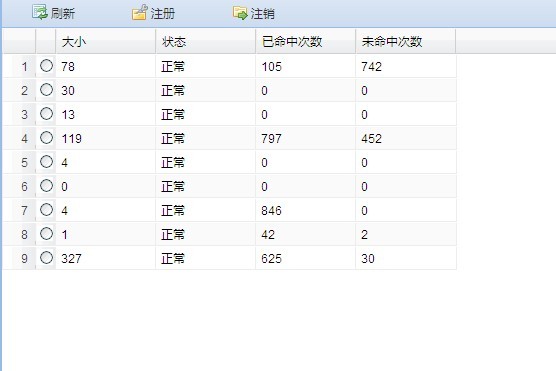 刷新 注册 注销
大小 状态 已命中次数 未命中次数
1 78 正常 105 742
2 30 正常 0 0
3 13 正常 0 0
4 119 正常 797 452
5 4 正常 0 0
6 0 正常 0 0
7 4 正常 846 0
8 1 正常 42 2
9 327 正常 625 30